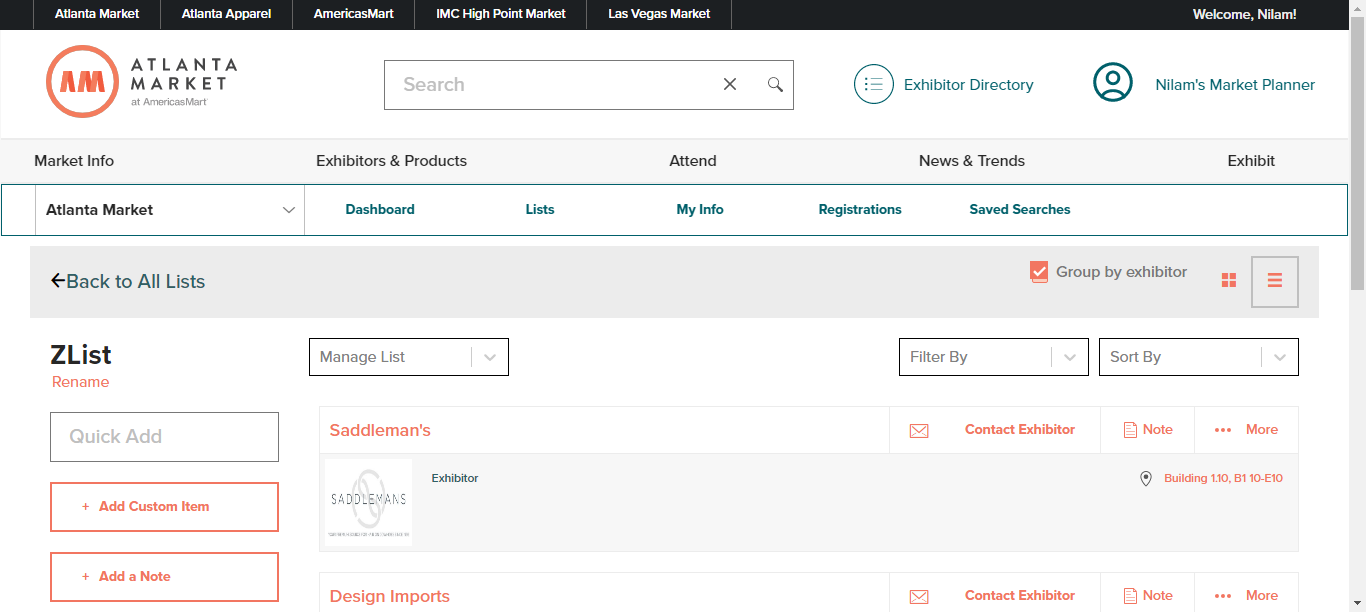 Atlanta Market
Atlanta Apparel
AmericasMart
IMC High Point Market
Las Vegas Market
Welcome, Nilam!
AM
ATLANTA
MARKET
at AmericasMart
Search
Exhibitor Directory
Nilam's Market Planner
Market Info
Exhibitors & Products
Attend
News & Trends
Exhibit
Atlanta Market
Dashboard
Lists
My Info
Registrations
Saved Searches
Back to All Lists
Group by exhibitor
ZList
Rename
Manage List
Filter By
Sort By
Quick Add
+ Add Custom Item
+ Add a Note
Saddleman's
Contact Exhibitor
Note
More
SADDLEMANS
Exhibitor
Building 1.10, B1 10-E10
Design Imports
Contact Exhibitor
Note
More